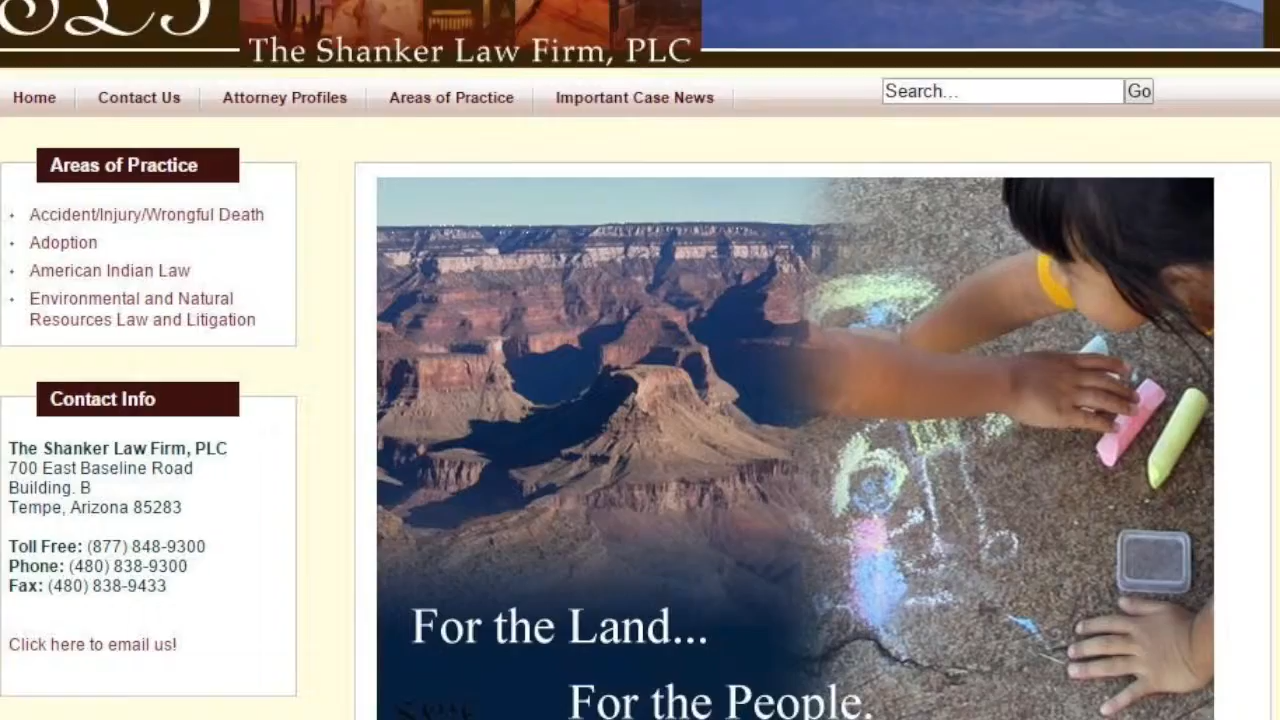 SLF
The Shanker Law Firm, PLC
Home
Contact Us
Attorney Profiles
Areas of Practice
Important Case News
Search...
Go
Areas of Practice
Accident/Injury/Wrongful Death
Adoption
American Indian Law
Environmental and Natural
Resources Law and Litigation
Contact Info
The Shanker Law Firm, PLC
700 East Baseline Road
Building. B
Tempe, Arizona 85283
Toll Free: (877) 848-9300
Phone: (480) 838-9300
Fax: (480) 838-9433
Click here to email us!
For the Land...
For the People.